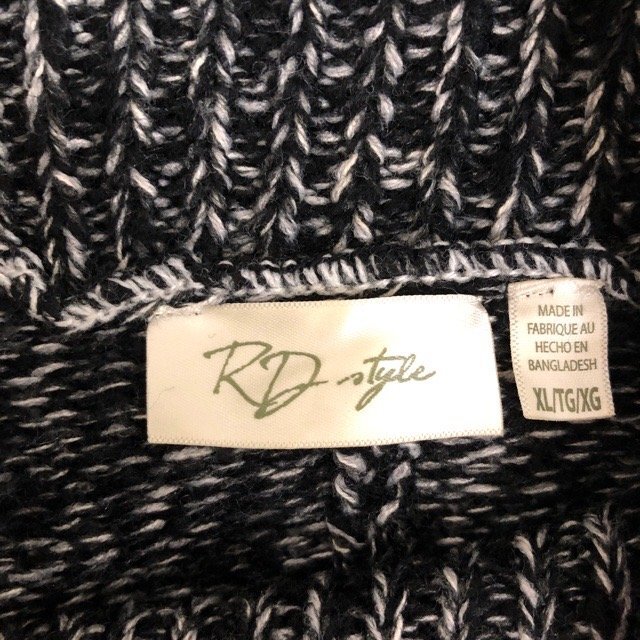 RD style
MADE IN
FABRIQUE AU
HECHO EN
BANGLADESH
XL/TG/XG